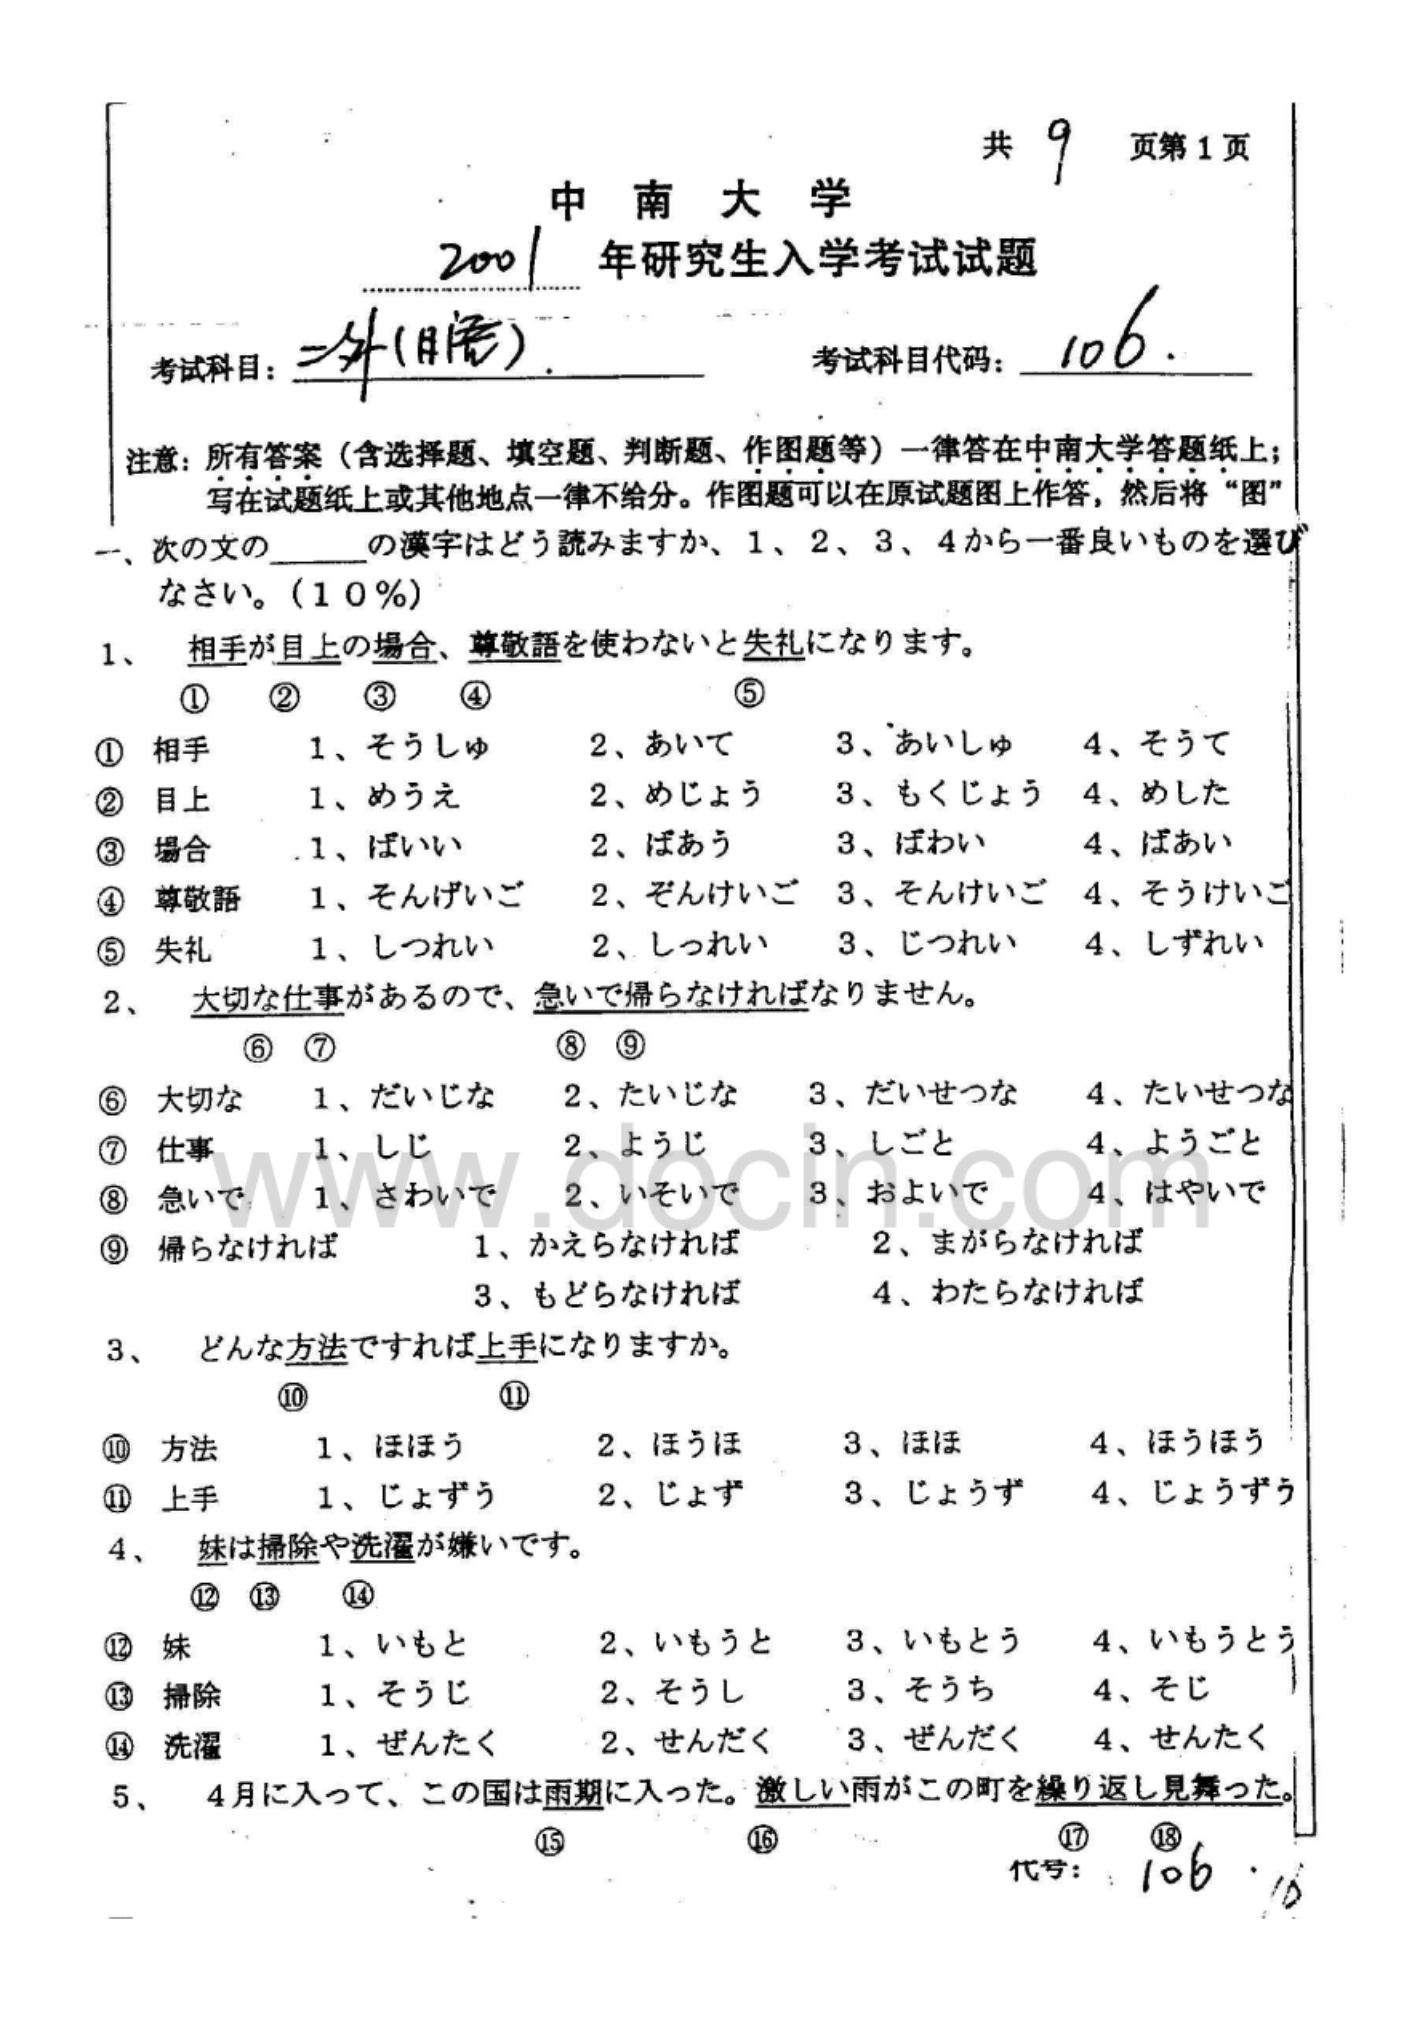 共 9 页第1页
中 南 大 学
2001 年研究生入学考试试题
考试科目：二外(日语). 考试科目代码：106.
注意：所有答案（含选择题、填空题、判断题、作图题等）一律答在中南大学答题纸上；
写在试题纸上或其他地点一律不给分。作图题可以在原试题图上作答，然后将“图”
一、次の文の＿＿＿の漢字はどう読みますか、１、２、３、４から一番良いものを選び
なさい。（１０％）
１、 相手が目上の場合、尊敬語を使わないと失礼になります。
① ② ③ ④ ⑤
① 相手 １、そうしゅ ２、あいて ３、あいしゅ ４、そうて
② 目上 １、めうえ ２、めじょう ３、もくじょう ４、めした
③ 場合 １、ばいい ２、ばあう ３、ばわい ４、ばあい
④ 尊敬語 １、そんげいご ２、ぞんけいご ３、そんけいご ４、そうけいご
⑤ 失礼 １、しつれい ２、しっれい ３、じつれい ４、しずれい
２、 大切な仕事があるので、急いで帰らなければなりません。
⑥ ⑦ ⑧ ⑨
⑥ 大切な １、だいじな ２、たいじな ３、だいせつな ４、たいせつな
⑦ 仕事 １、しじ ２、ようじ ３、しごと ４、ようごと
⑧ 急いで １、さわいで ２、いそいで ３、およいで ４、はやいで
⑨ 帰らなければ １、かえらなければ ２、まがらなければ
３、もどらなければ ４、わたらなければ
３、 どんな方法ですれば上手になりますか。
⑩ ⑪
⑩ 方法 １、ほほう ２、ほうほ ３、ほほ ４、ほうほう
⑪ 上手 １、じょずう ２、じょず ３、じょうず ４、じょうずう
４、 妹は掃除や洗濯が嫌いです。
⑫ ⑬ ⑭
⑫ 妹 １、いもと ２、いもうと ３、いもとう ４、いもうとう
⑬ 掃除 １、そうじ ２、そうし ３、そうち ４、そじ
⑭ 洗濯 １、ぜんたく ２、せんだく ３、ぜんだく ４、せんたく
５、 ４月に入って、この国は雨期に入った。激しい雨がこの町を繰り返し見舞った。
⑮ ⑯ ⑰ ⑱
代号： 106
10
www.docin.com